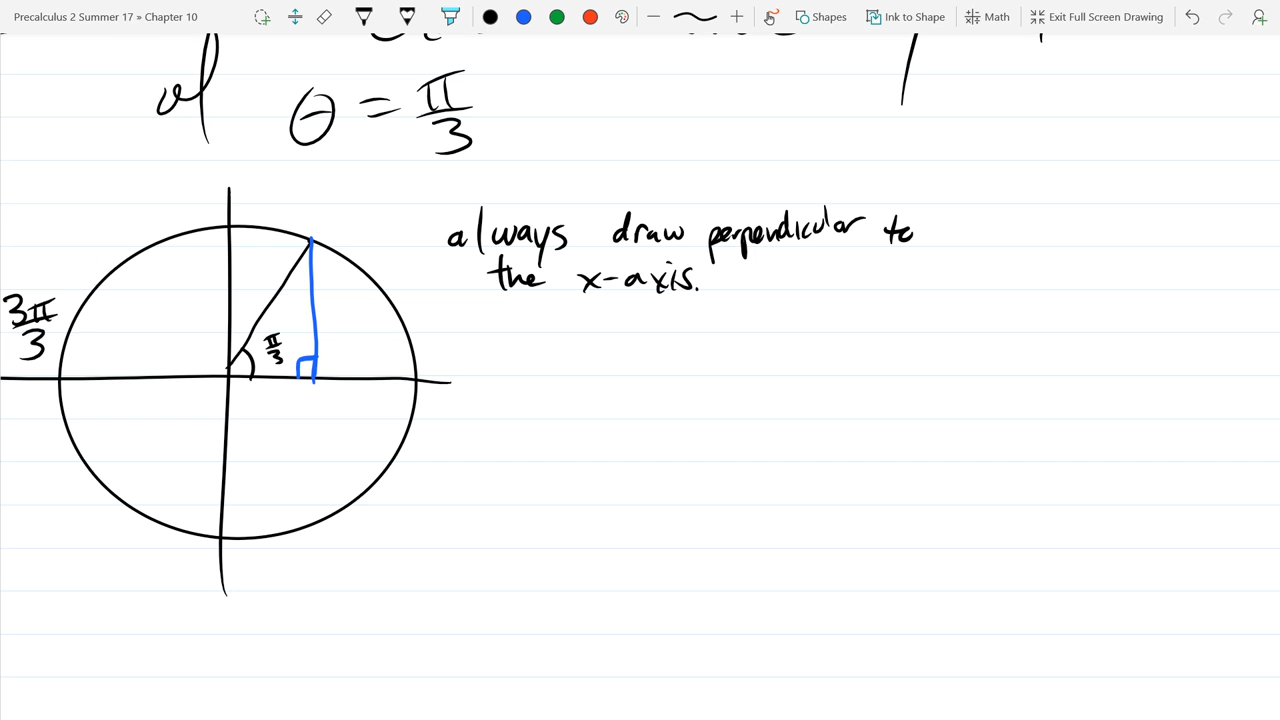 Precalculus 2 Summer 17 » Chapter 10
Shapes
Ink to Shape
Math
Exit Full Screen Drawing
of θ = π/3
always draw perpendicular to
the x-axis.
3π/3
π/3